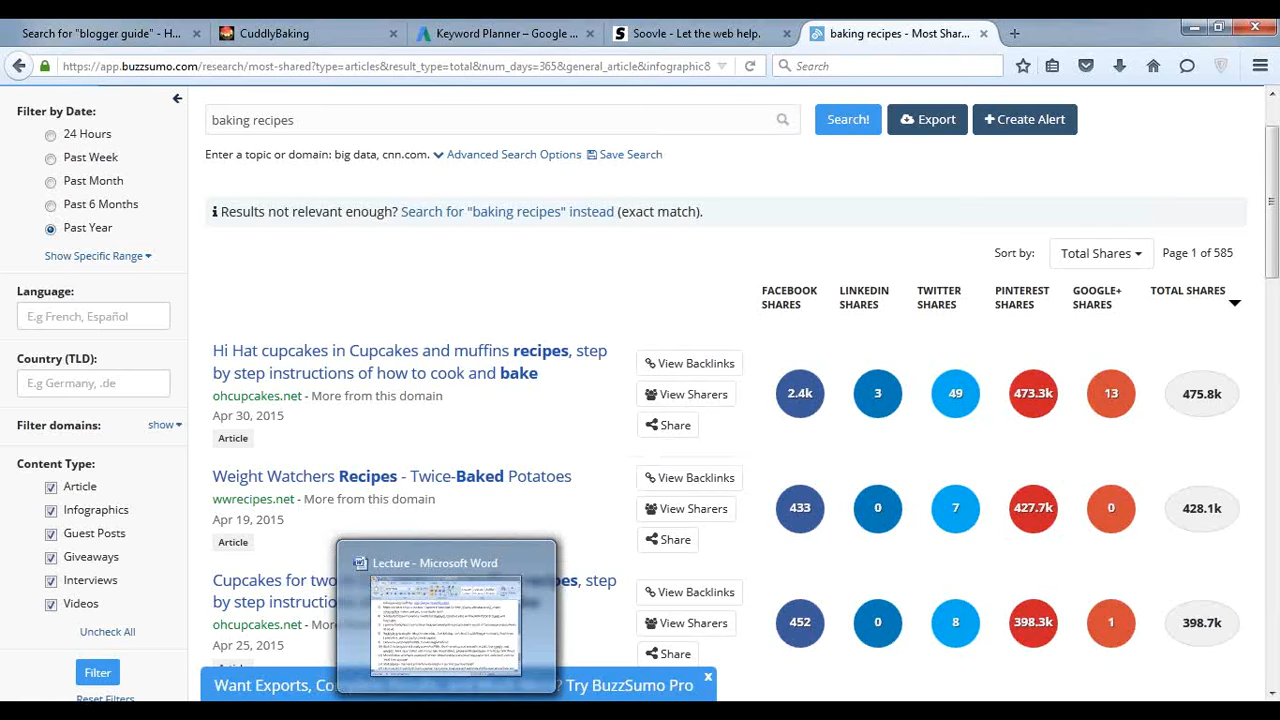 Search for "blogger guide" - H...
CuddlyBaking
Keyword Planner - Google ...
Soovle - Let the web help.
baking recipes - Most Shar...
https://app.buzzsumo.com/research/most-shared?type=articles&result_type=total&num_days=365&general_article&infographic&
Search
Filter by Date:
24 Hours
Past Week
Past Month
Past 6 Months
Past Year
Show Specific Range
Language:
E.g French, Español
Country (TLD):
E.g Germany, .de
Filter domains:
show
Content Type:
Article
Infographics
Guest Posts
Giveaways
Interviews
Videos
Uncheck All
Filter
Reset Filters
baking recipes
Search!
Export
Create Alert
Enter a topic or domain: big data, cnn.com. Advanced Search Options Save Search
Results not relevant enough? Search for "baking recipes" instead (exact match).
Sort by: Total Shares Page 1 of 585
FACEBOOK SHARES
LINKEDIN SHARES
TWITTER SHARES
PINTEREST SHARES
GOOGLE+ SHARES
TOTAL SHARES
Hi Hat cupcakes in Cupcakes and muffins recipes, step
by step instructions of how to cook and bake
ohcupcakes.net - More from this domain
Apr 30, 2015
Article
View Backlinks
View Sharers
Share
2.4k 3 49 473.3k 13 475.8k
Weight Watchers Recipes - Twice-Baked Potatoes
wwrecipes.net - More from this domain
Apr 19, 2015
Article
View Backlinks
View Sharers
Share
433 0 7 427.7k 0 428.1k
Cupcakes for two step
by step instructi
ohcupcakes.net
Apr 25, 2015
View Backlinks
View Sharers
Share
452 0 8 398.3k 1 398.7k
Lecture - Microsoft Word
Want Exports, ? Try BuzzSumo Pro
x